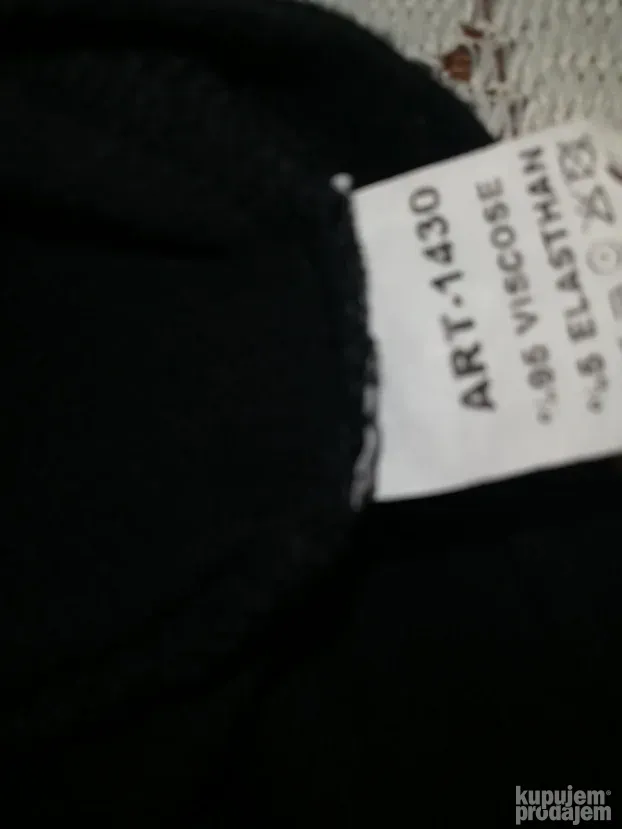 ART-1430
%95 VISCOSE
%5 ELASTHAN
kupujem
prodajem